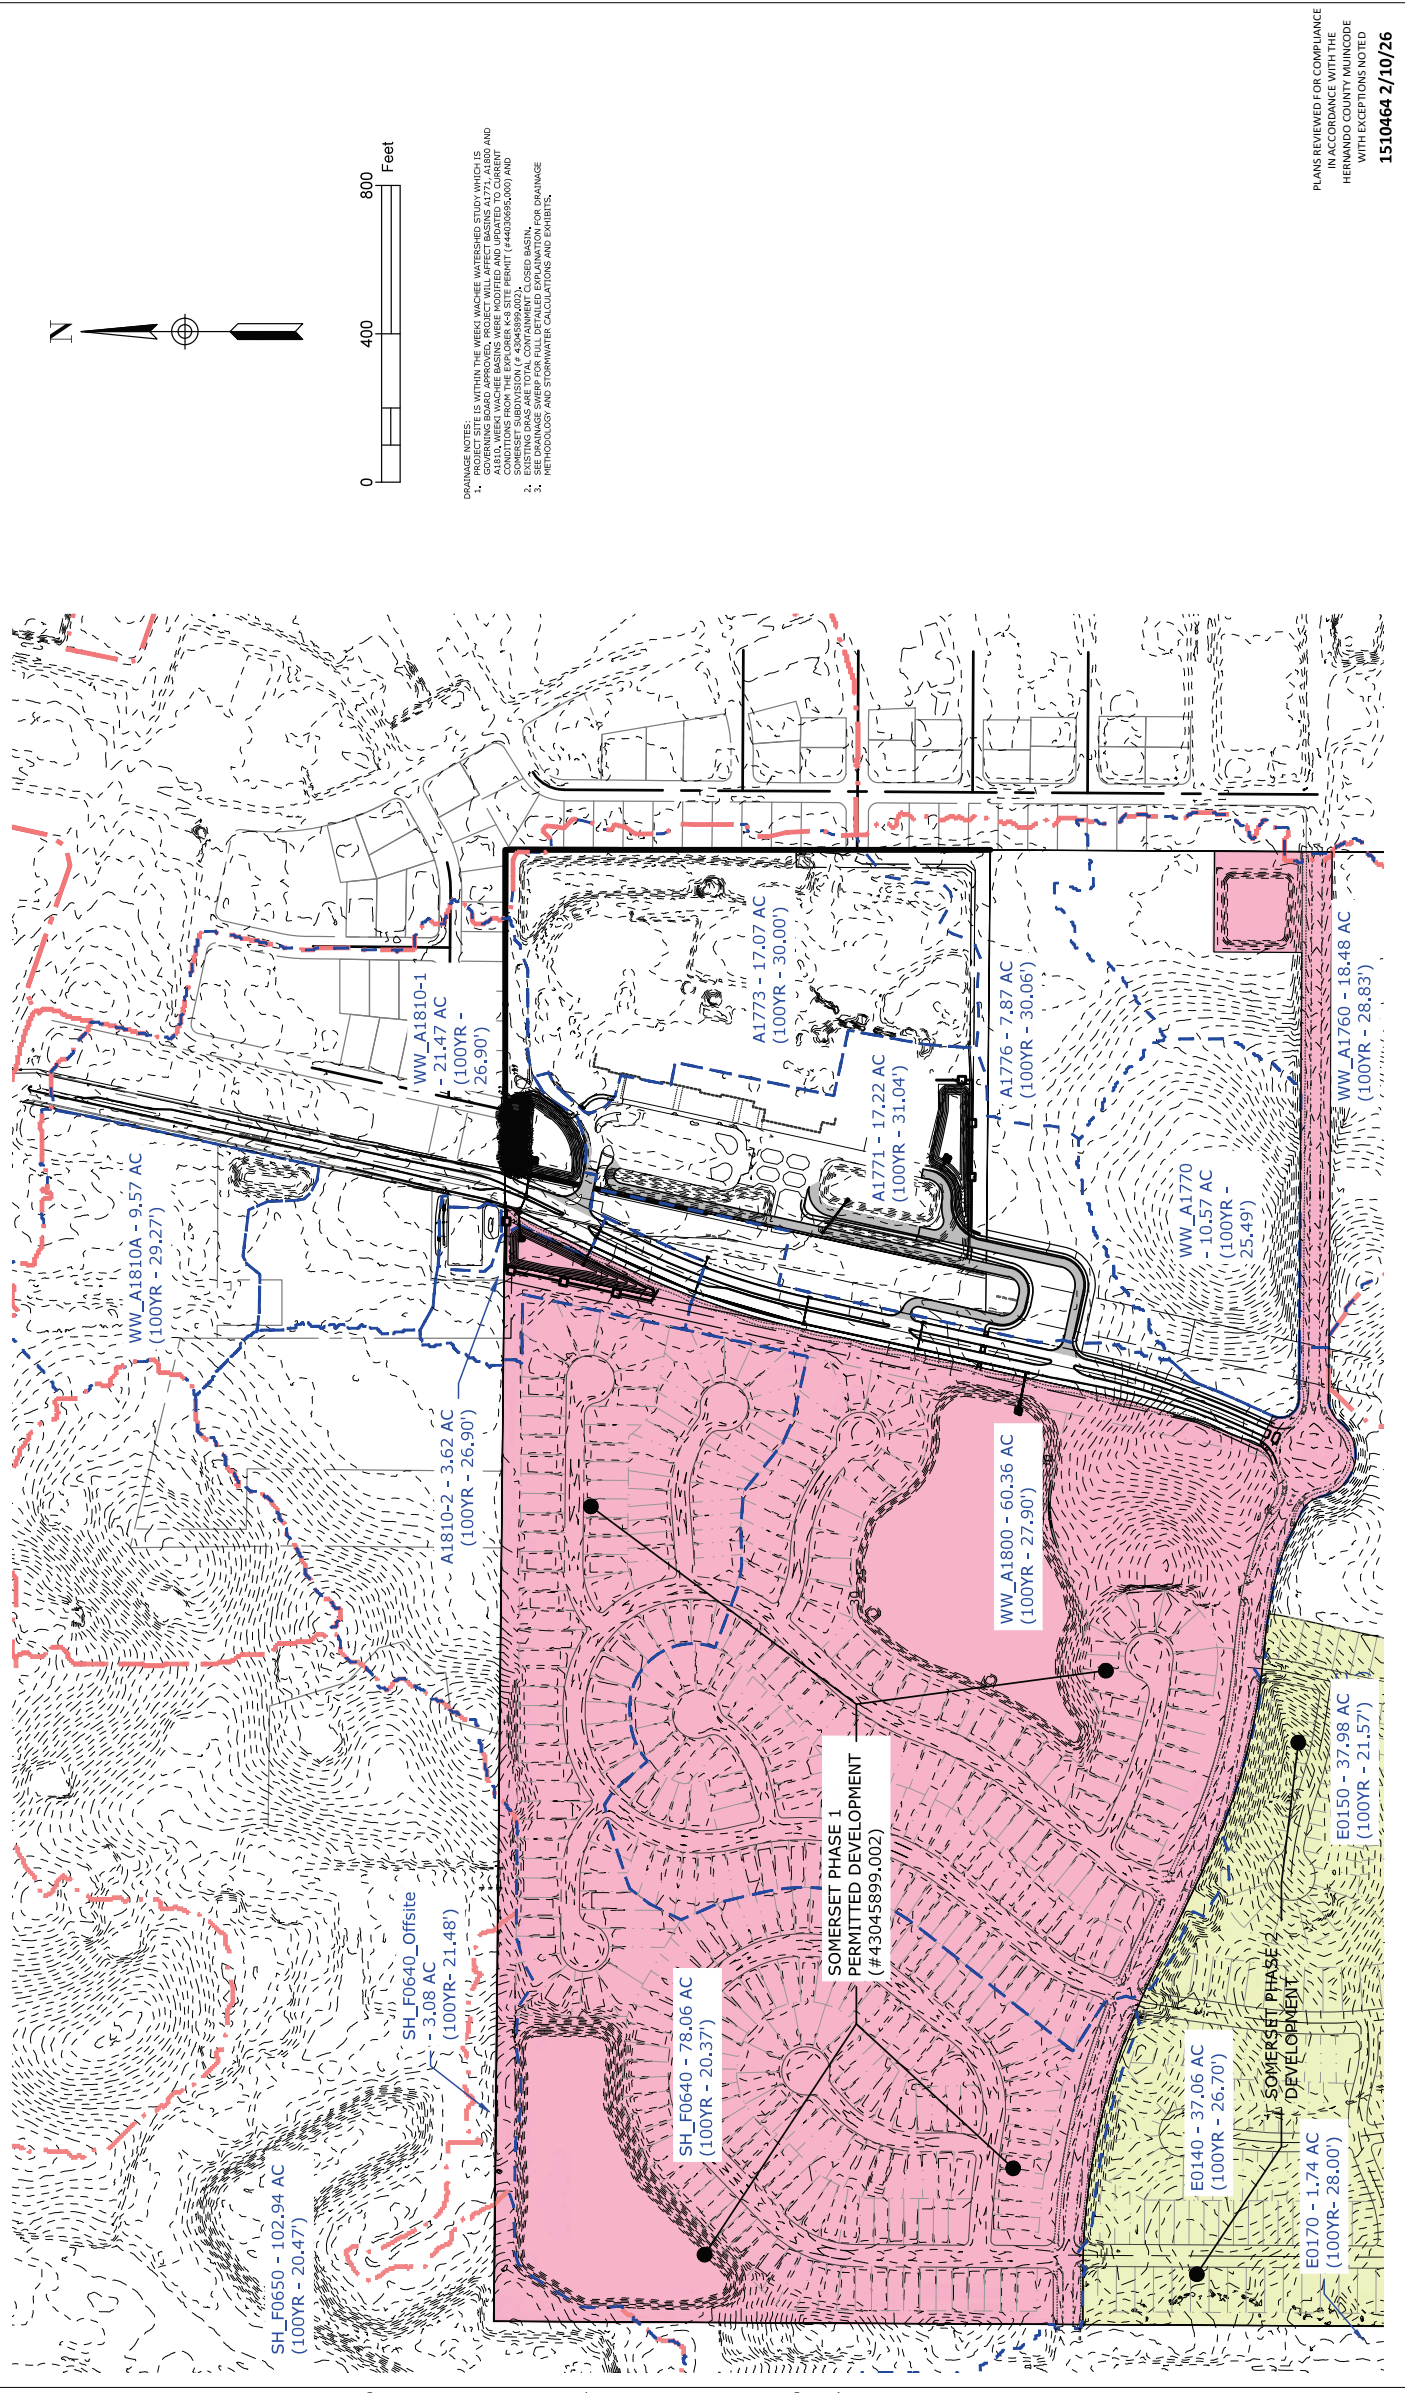 PLANS REVIEWED FOR COMPLIANCE
IN ACCORDANCE WITH THE
HERNANDO COUNTY MUINCODE
WITH EXCEPTIONS NOTED
1510464 2/10/26
N
0
400
800
Feet
DRAINAGE NOTES:
1. PROJECT SITE IS WITHIN THE WEEKI WACHEE WATERSHED STUDY WHICH IS
GOVERNING BOARD APPROVED. PROJECT WILL AFFECT BASINS A1771, A1800 AND
A1810. WEEKI WACHEE BASINS WERE MODIFIED AND UPDATED TO CURRENT
CONDITIONS FROM THE EXPLORER K-8 SITE PERMIT (#44030695.000) AND
SOMERSET SUBDIVISION (# 43045899.002).
2. EXISTING DRAS ARE TOTAL CONTAINMENT CLOSED BASIN.
3. SEE DRAINAGE SWERP FOR FULL DETAILED EXPLAINATION FOR DRAINAGE
METHODOLOGY AND STORMWATER CALCULATIONS AND EXHIBITS.
WW_A1810A - 9.57 AC
(100YR - 29.27')
WW_A1810-1
- 21.47 AC
(100YR -
26.90')
A1810-2 - 3.62 AC
(100YR - 26.90')
A1773 - 17.07 AC
(100YR - 30.00')
A1771 - 17.22 AC
(100YR - 31.04')
A1776 - 7.87 AC
(100YR - 30.06')
WW_A1770
- 10.57 AC
(100YR -
25.49')
WW_A1760 - 18.48 AC
(100YR - 28.83')
WW_A1800 - 60.36 AC
(100YR - 27.90')
SH_F0650 - 102.94 AC
(100YR - 20.47')
SH_F0640_Offsite
- 3.08 AC
(100YR- 21.48')
SH_F0640 - 78.06 AC
(100YR - 20.37')
SOMERSET PHASE 1
PERMITTED DEVELOPMENT
(#43045899.002)
E0150 - 37.98 AC
(100YR - 21.57')
E0140 - 37.06 AC
(100YR - 26.70')
SOMERSET PHASE 2
DEVELOPMENT
E0170 - 1.74 AC
(100YR- 28.00')